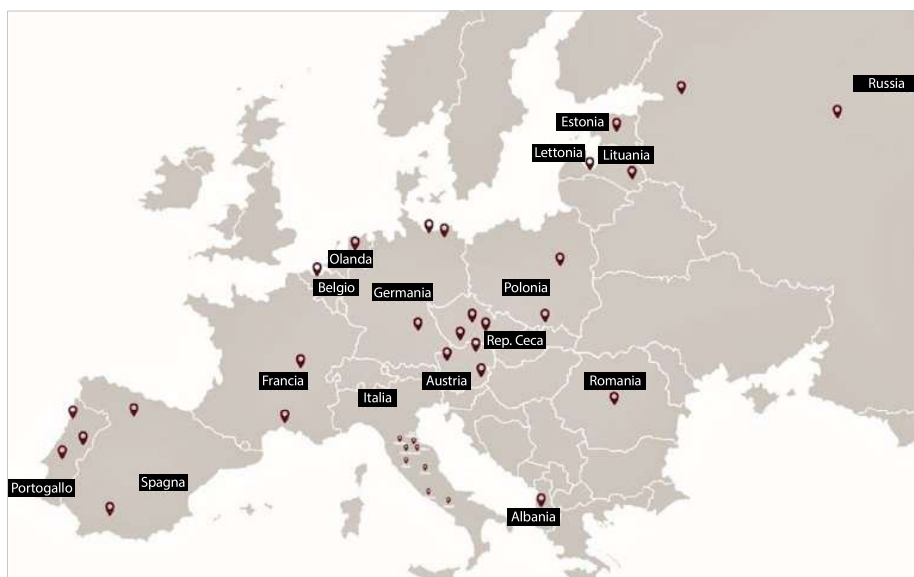 Russia
Estonia
Lettonia
Lituania
Olanda
Belgio
Germania
Polonia
Rep. Ceca
Francia
Austria
Italia
Romania
Portogallo
Spagna
Albania